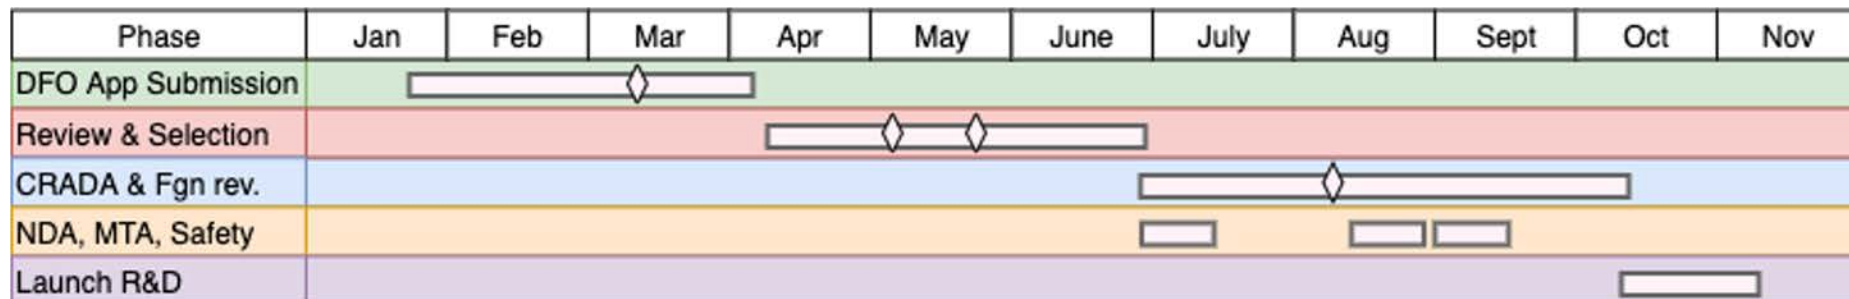 Phase Jan Feb Mar Apr May June July Aug Sept Oct Nov
DFO App Submission
Review & Selection
CRADA & Fgn rev.
NDA, MTA, Safety
Launch R&D